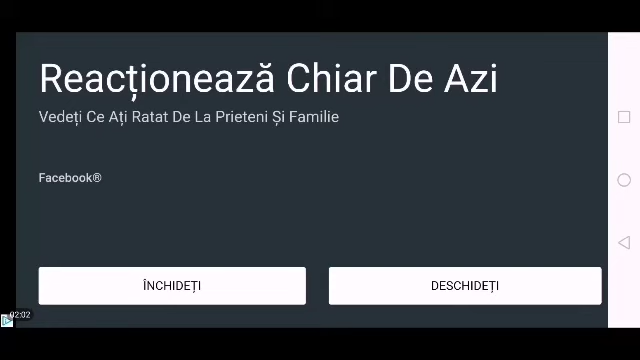 Reacționează Chiar De Azi
Vedeți Ce Ați Ratat De La Prieteni Și Familie
Facebook®
ÎNCHIDEȚI
DESCHIDEȚI
02:02